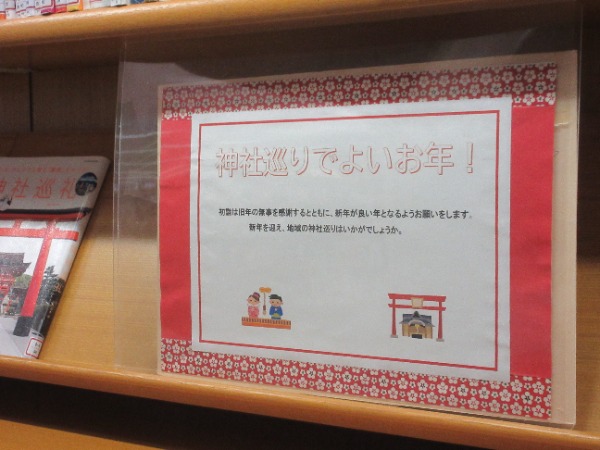 神社巡りでよいお年！
初詣は旧年の無事を感謝するとともに、新年が良い年となるようお願いをします。
新年を迎え、地域の神社巡りはいかがでしょうか。
神社巡礼